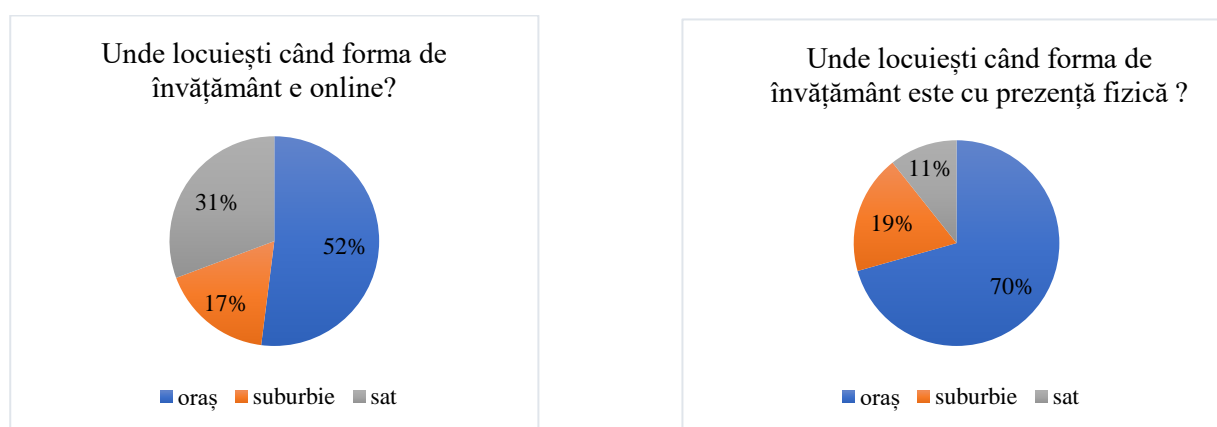 Unde locuiești când forma de
învățământ e online?
31%
52%
17%
oraș suburbie sat
Unde locuiești când forma de
învățământ este cu prezență fizică ?
11%
19%
70%
oraș suburbie sat